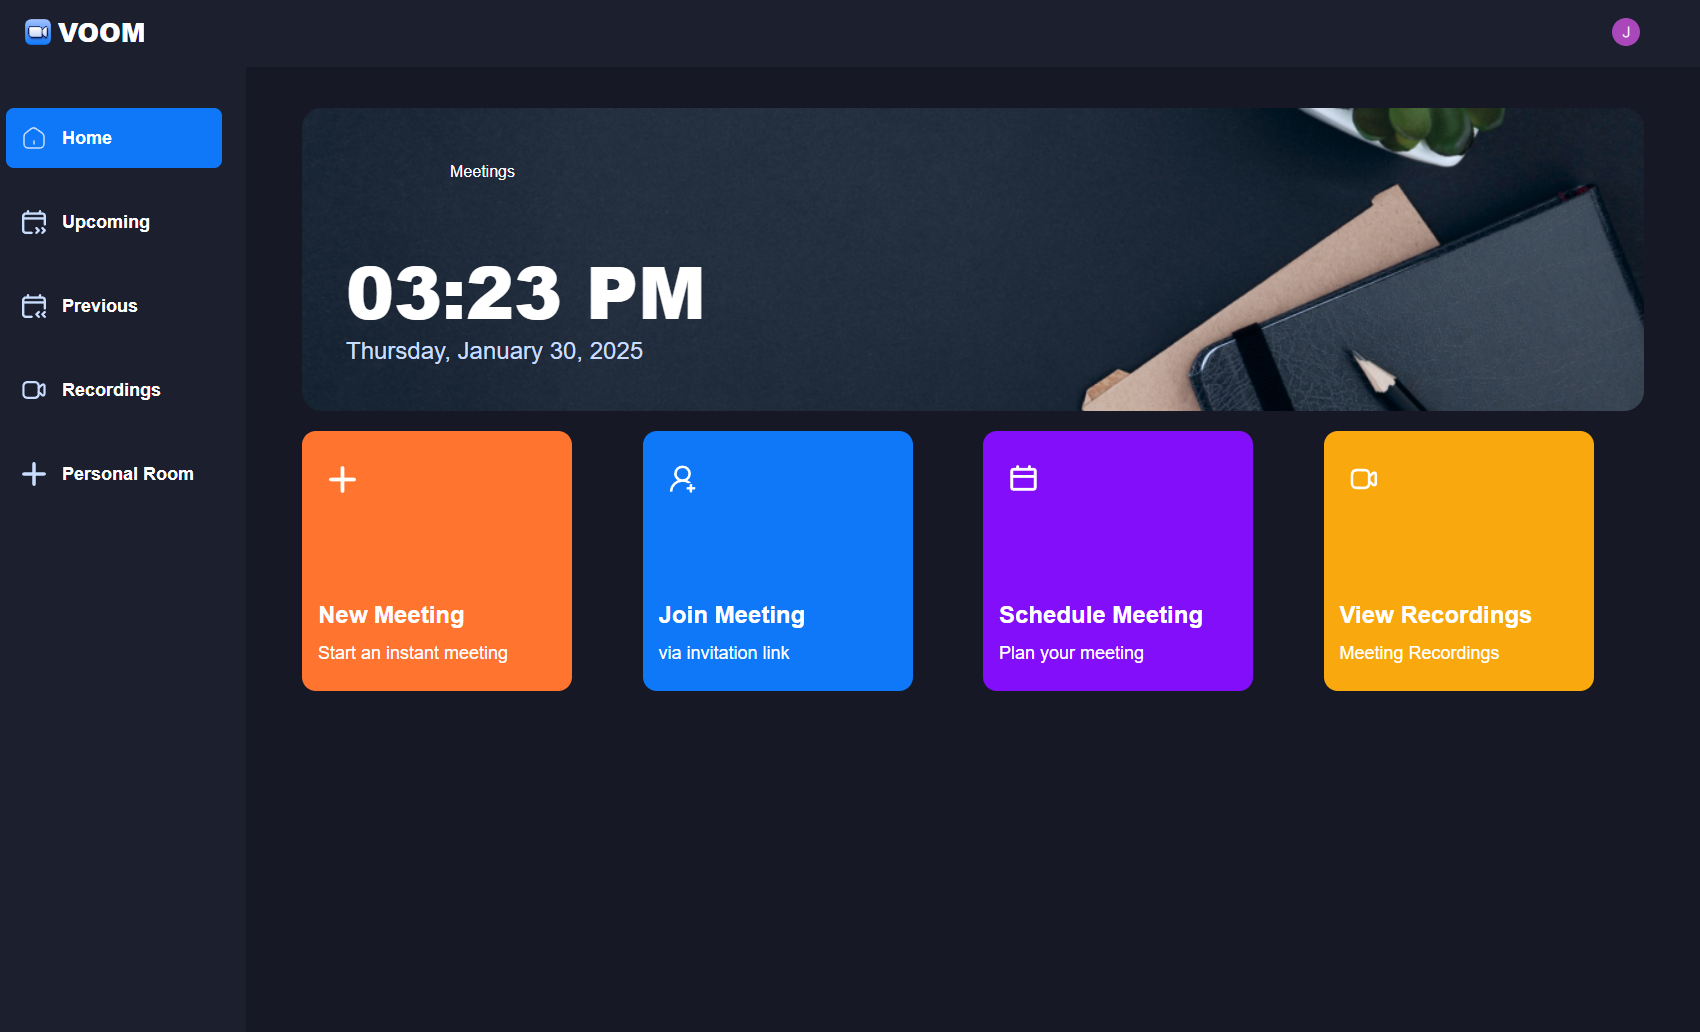 VOOM
J
Home
Upcoming
Previous
Recordings
Personal Room
Meetings
03:23 PM
Thursday, January 30, 2025
New Meeting
Start an instant meeting
Join Meeting
via invitation link
Schedule Meeting
Plan your meeting
View Recordings
Meeting Recordings